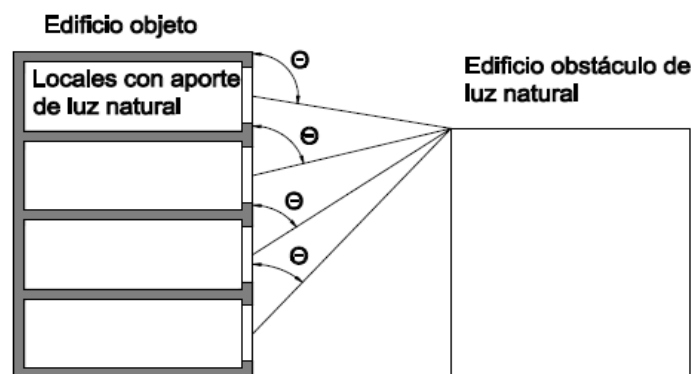 Edificio objeto
Locales con aporte
de luz natural
Edificio obstáculo de
luz natural
Θ
Θ
Θ
Θ